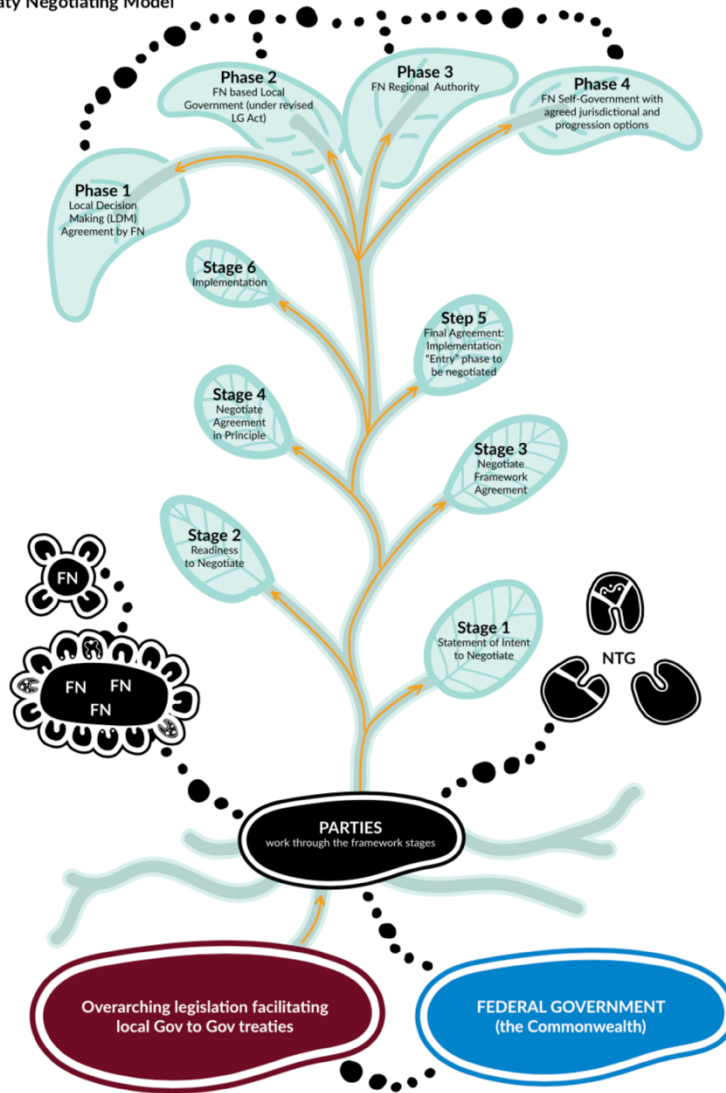 Negotiating Model
Phase 2
FN based Local
Government (under revised
LG Act)
Phase 3
FN Regional Authority
Phase 4
FN Self-Government with
agreed jurisdictional and
progression options
Phase 1
Local Decision
Making (LDM)
Agreement by FN
Stage 6
Implementation
Step 5
Final Agreement:
Implementation
"Entry" phase to
be negotiated
Stage 4
Negotiate
Agreement
in Principle
Stage 3
Negotiate
Framework
Agreement
Stage 2
Readiness
to Negotiate
Stage 1
Statement of Intent
to Negotiate
FN
FN FN
FN
NTG
PARTIES
work through the framework stages
Overarching legislation facilitating
local Gov to Gov treaties
FEDERAL GOVERNMENT
(the Commonwealth)